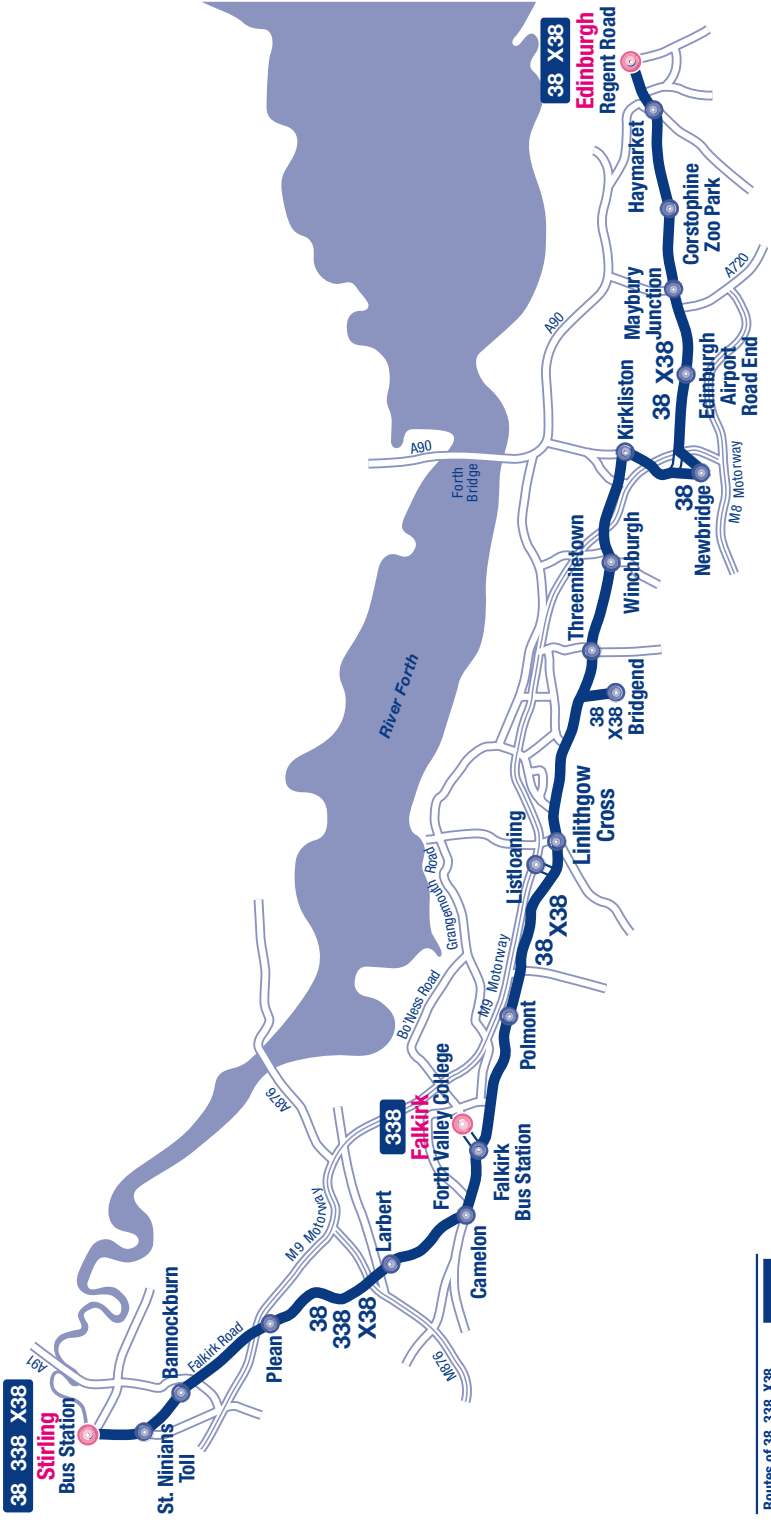 38 338 X38
Stirling
Bus Station
St. Ninians
Toll
Bannockburn
A91
Falkirk Road
Plean
M9 Motorway
A876
38
338
X38
Larbert
M876
Camelon
338
Falkirk
Forth Valley College
Falkirk
Bus Station
Bo'Ness Road
Grangemouth Road
M9 Motorway
Polmont
38
X38
Listloaning
Linlithgow
Cross
River Forth
38
X38
Bridgend
Threemiletown
Winchburgh
A90
Forth
Bridge
Kirkliston
38
Newbridge
M8 Motorway
A90
38 X38
Edinburgh
Airport
Road End
Maybury
Junction
A720
Corstophine
Zoo Park
Haymarket
38 X38
Edinburgh
Regent Road
Routes of 38 338 X38